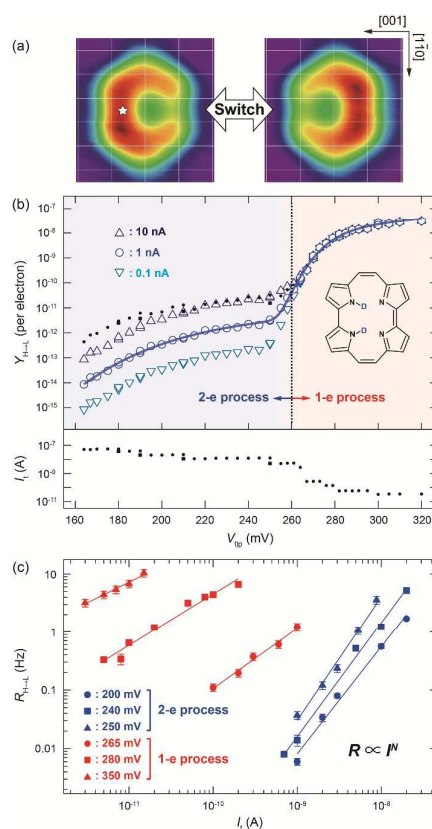 (a)
[001]
[1̄10]
Switch
(b)
10⁻⁷
10⁻⁸
10⁻⁹
10⁻¹⁰
10⁻¹¹
10⁻¹²
10⁻¹³
10⁻¹⁴
10⁻¹⁵
Y_H→L (per electron)
△ : 10 nA
○ : 1 nA
▽ : 0.1 nA
N D N
N D N
2-e process
1-e process
10⁻⁷
10⁻⁹
10⁻¹¹
I_t (A)
160 180 200 220 240 260 280 300 320
V_tip (mV)
(c)
10
1
0.1
0.01
R_H→L (Hz)
● : 200 mV
■ : 240 mV
▲ : 250 mV
2-e process
● : 265 mV
■ : 280 mV
▲ : 350 mV
1-e process
R ∝ Iᴺ
10⁻¹¹ 10⁻¹⁰ 10⁻⁹ 10⁻⁸
I_t (A)